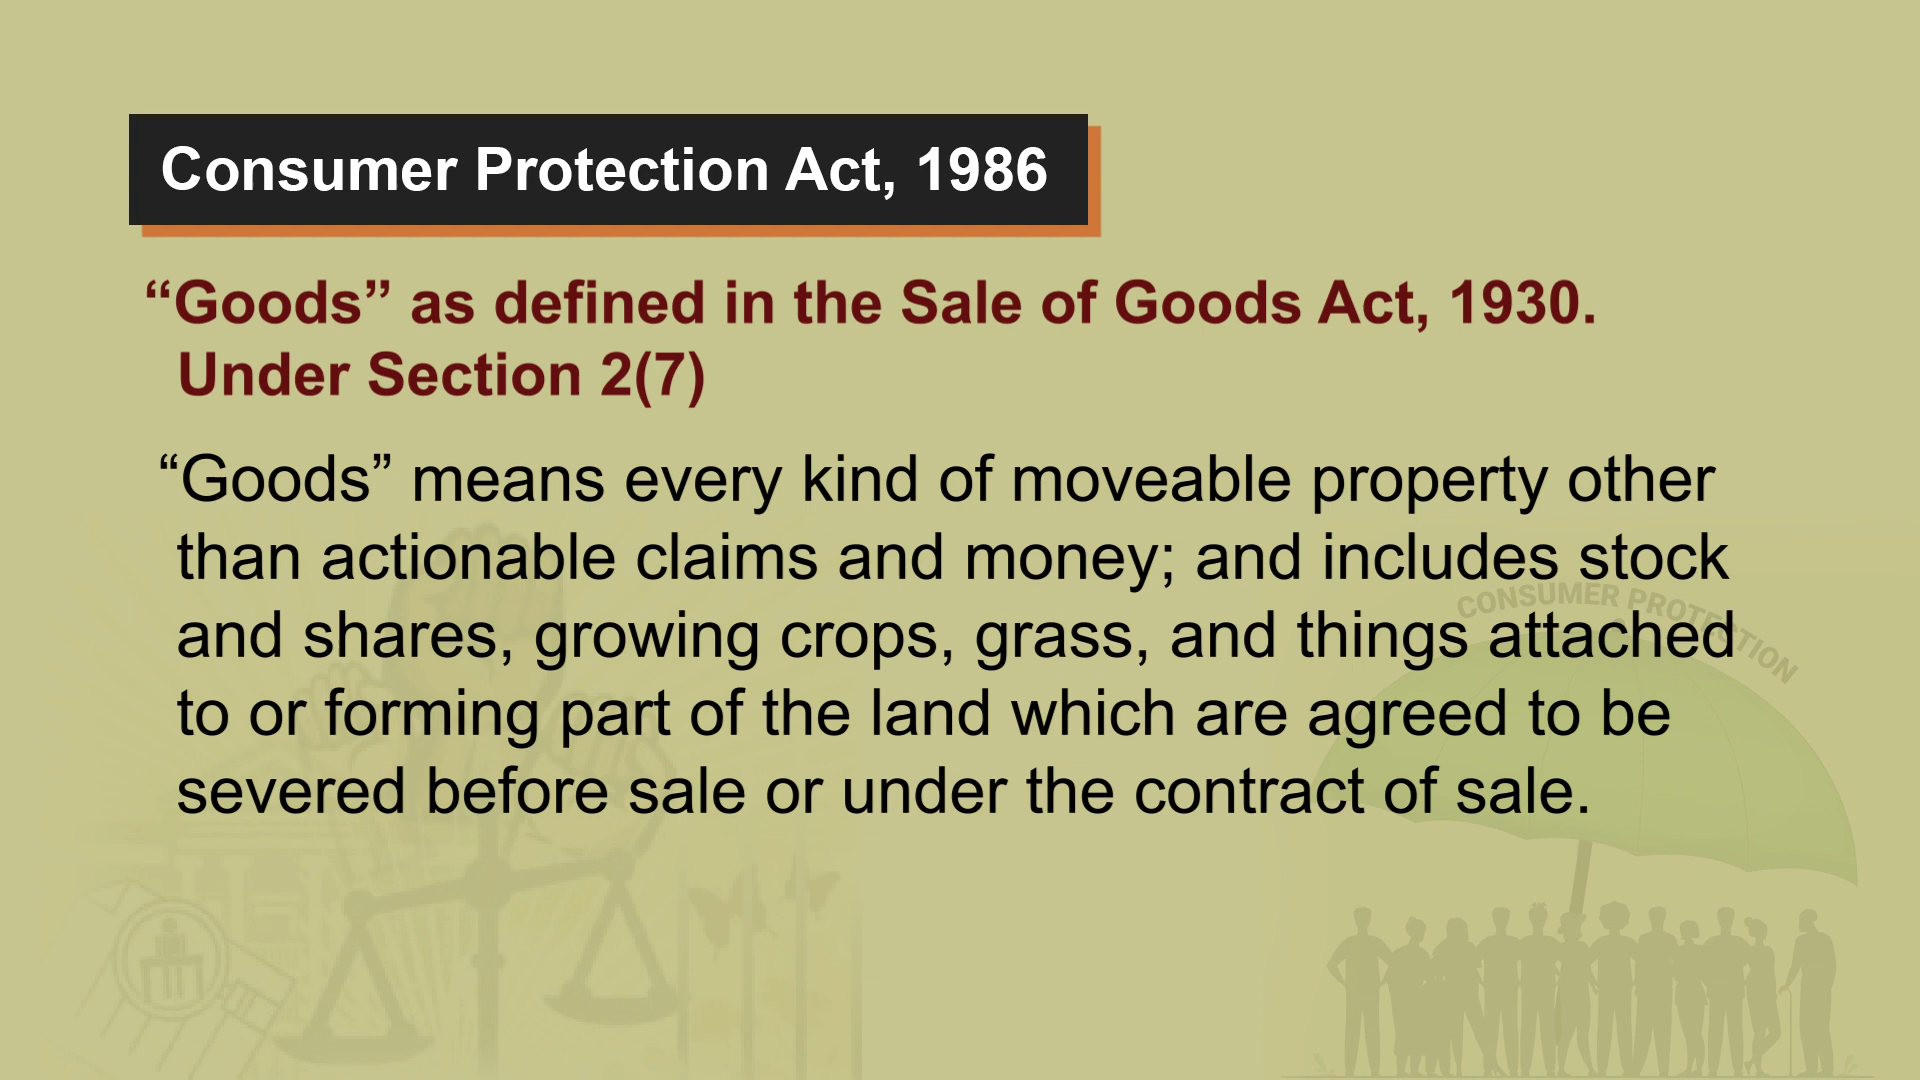 Consumer Protection Act, 1986
“Goods” as defined in the Sale of Goods Act, 1930.
Under Section 2(7)
“Goods” means every kind of moveable property other
than actionable claims and money; and includes stock
and shares, growing crops, grass, and things attached
to or forming part of the land which are agreed to be
severed before sale or under the contract of sale.
CONSUMER PROTECTION